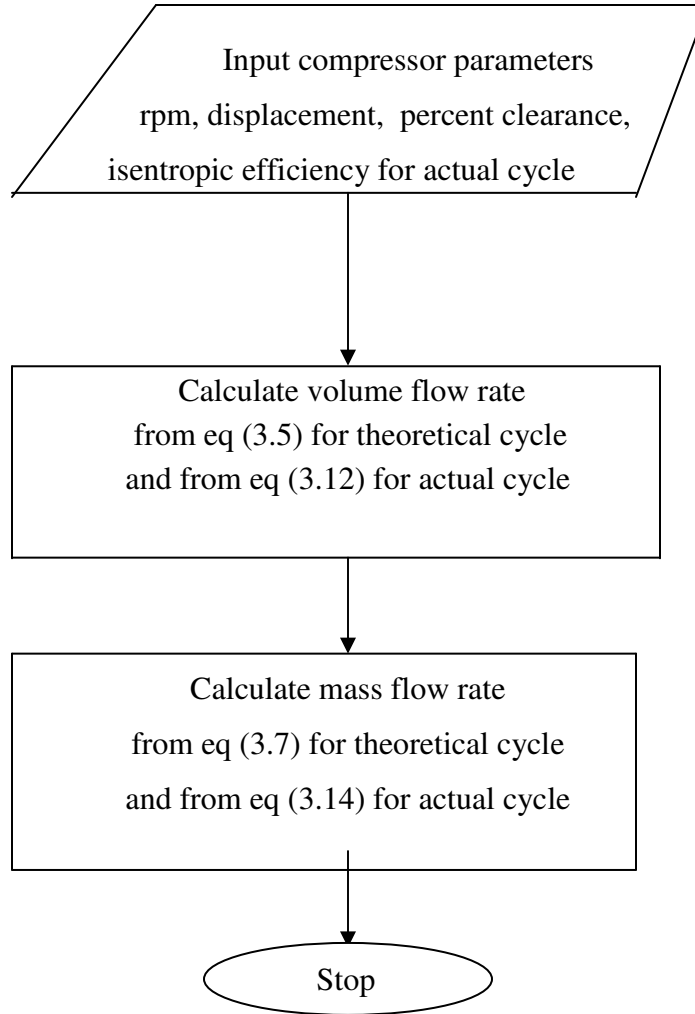 Input compressor parameters
rpm, displacement, percent clearance,
isentropic efficiency for actual cycle
Calculate volume flow rate
from eq (3.5) for theoretical cycle
and from eq (3.12) for actual cycle
Calculate mass flow rate
from eq (3.7) for theoretical cycle
and from eq (3.14) for actual cycle
Stop